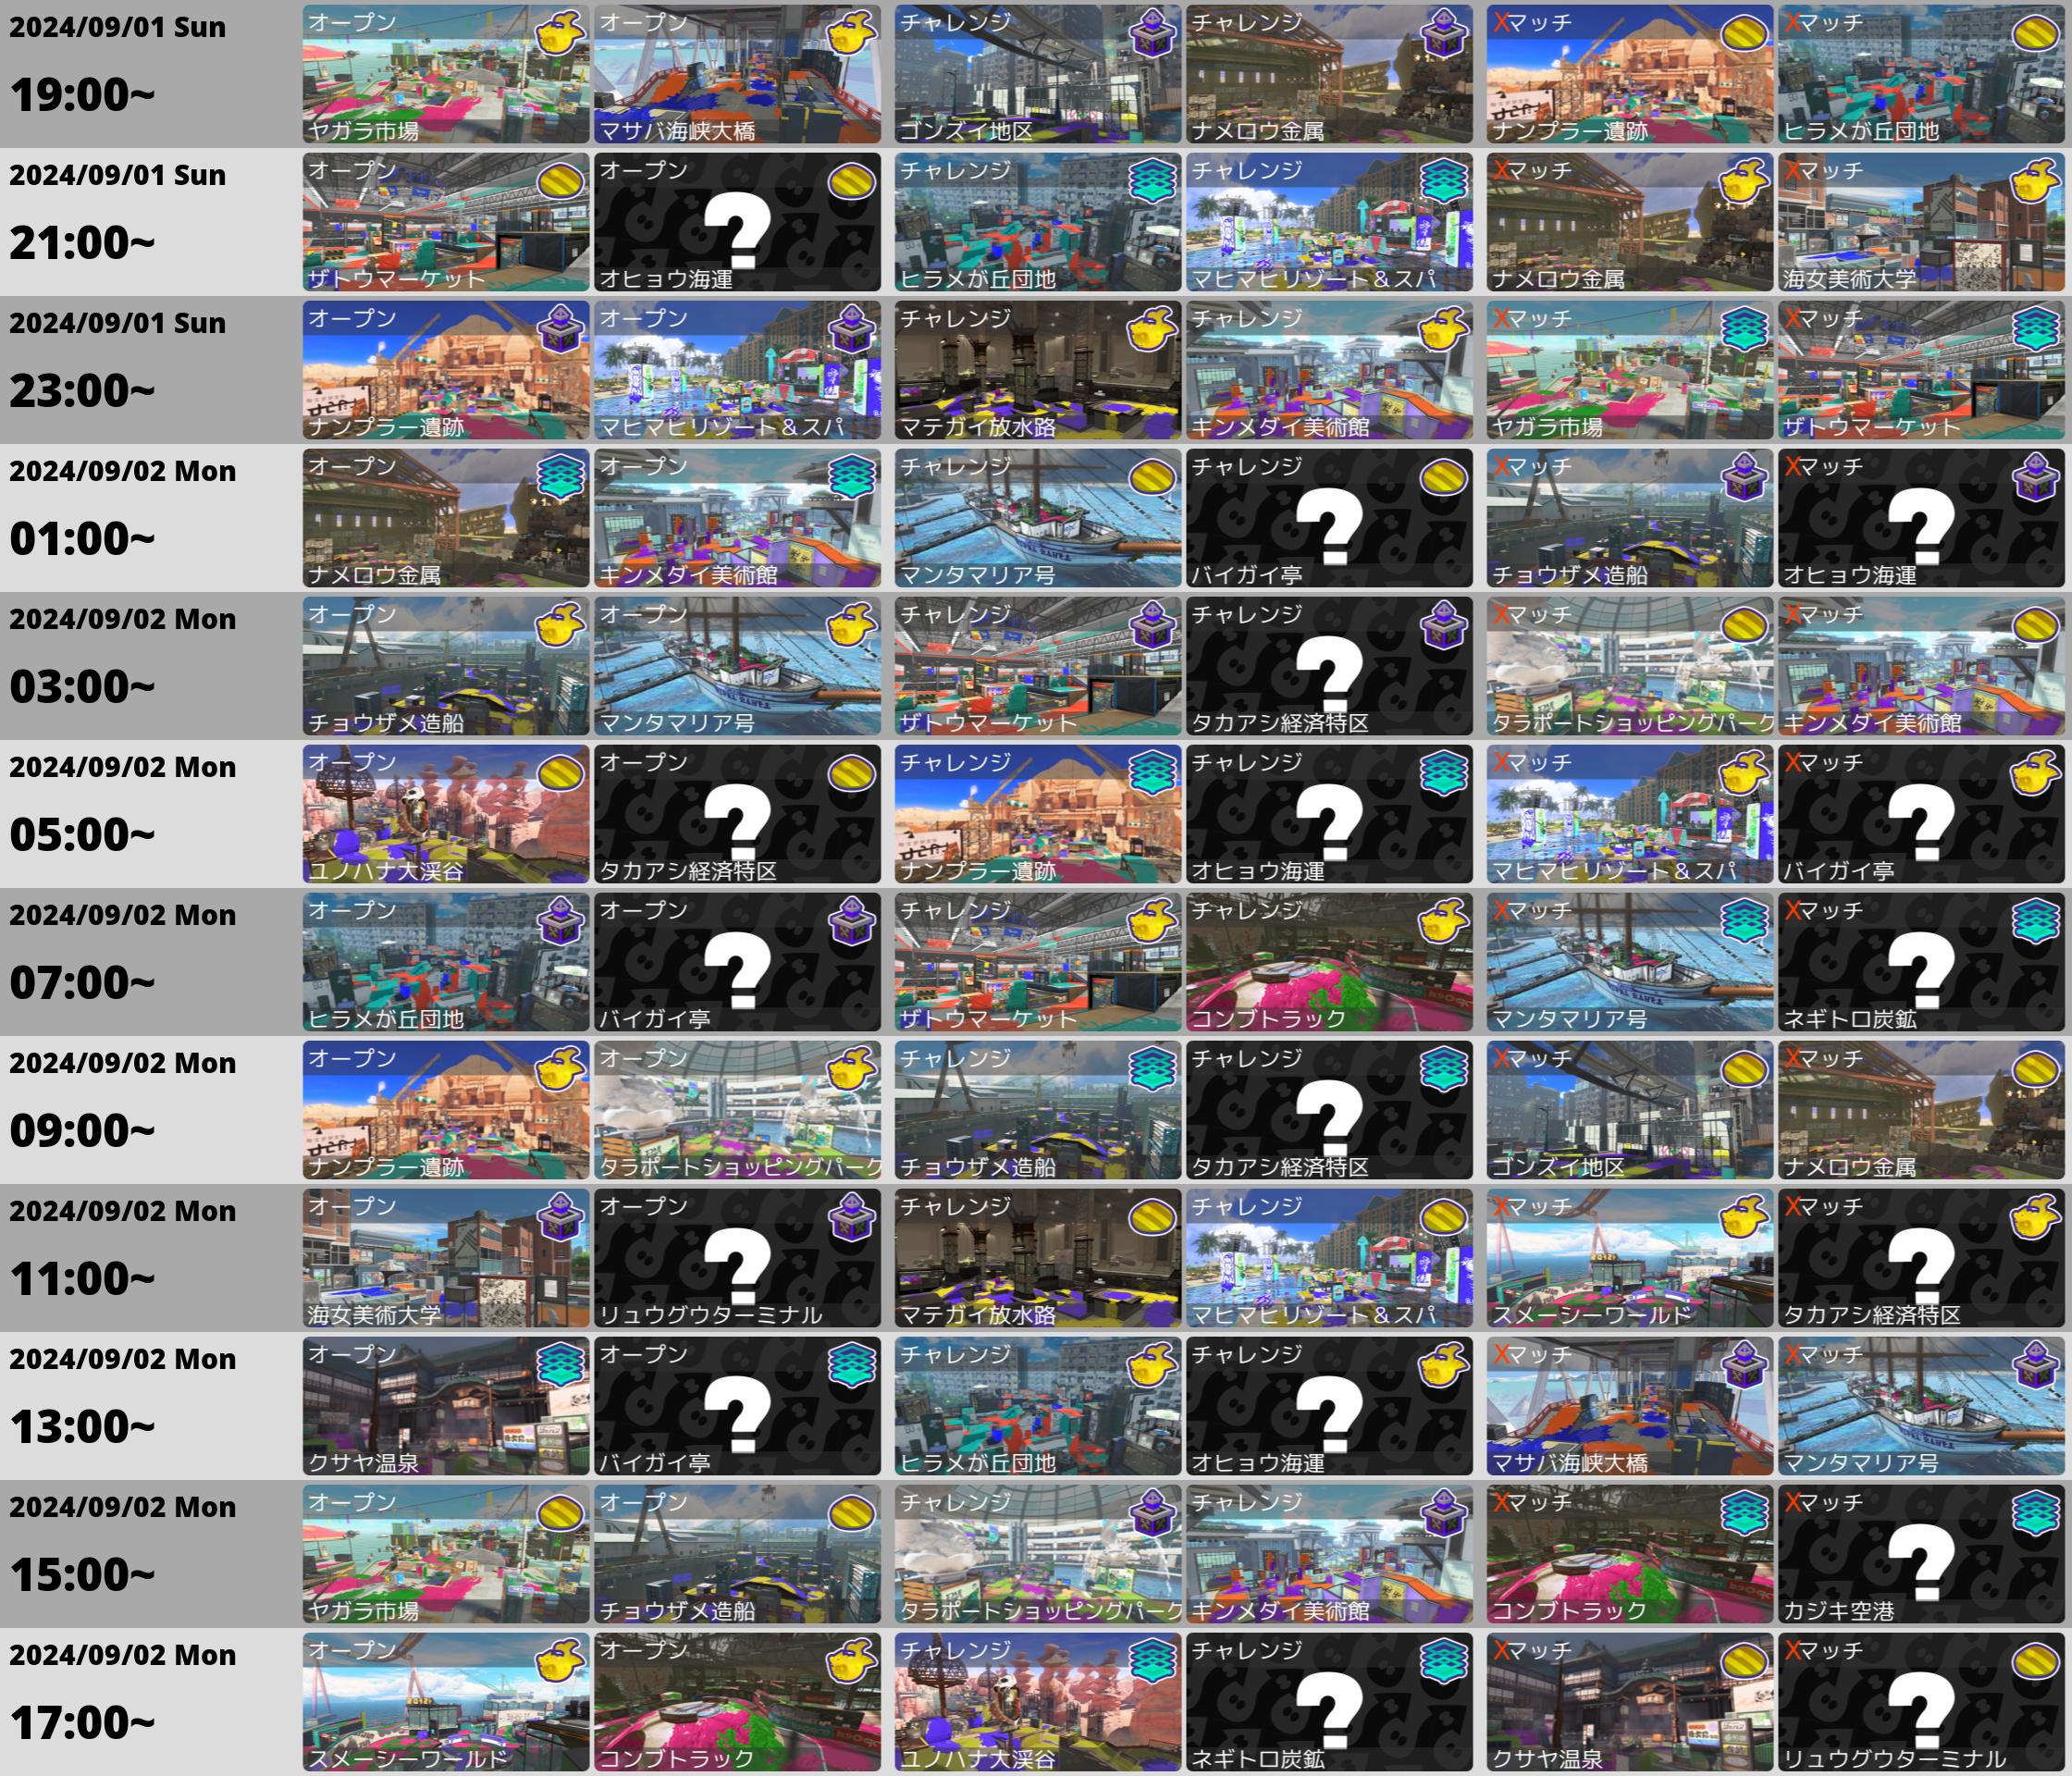 2024/09/01 Sun
19:00~
オープン
ヤガラ市場
オープン
マサバ海峡大橋
チャレンジ
ゴンズイ地区
チャレンジ
ナメロウ金属
Xマッチ
ナンプラー遺跡
Xマッチ
ヒラメが丘団地
2024/09/01 Sun
21:00~
オープン
ザトウマーケット
オープン
?
オヒョウ海運
チャレンジ
ヒラメが丘団地
チャレンジ
マヒマヒリゾート&スパ
Xマッチ
ナメロウ金属
Xマッチ
海女美術大学
2024/09/01 Sun
23:00~
オープン
ナンプラー遺跡
オープン
マヒマヒリゾート&スパ
チャレンジ
マテガイ放水路
チャレンジ
キンメダイ美術館
Xマッチ
ヤガラ市場
Xマッチ
ザトウマーケット
2024/09/02 Mon
01:00~
オープン
ナメロウ金属
オープン
キンメダイ美術館
チャレンジ
マンタマリア号
チャレンジ
?
バイガイ亭
Xマッチ
チョウザメ造船
Xマッチ
?
オヒョウ海運
2024/09/02 Mon
03:00~
オープン
チョウザメ造船
オープン
マンタマリア号
チャレンジ
ザトウマーケット
チャレンジ
?
タカアシ経済特区
Xマッチ
タラポートショッピングパーク
Xマッチ
キンメダイ美術館
2024/09/02 Mon
05:00~
オープン
ユノハナ大渓谷
オープン
?
タカアシ経済特区
チャレンジ
ナンプラー遺跡
チャレンジ
?
オヒョウ海運
Xマッチ
マヒマヒリゾート&スパ
Xマッチ
?
バイガイ亭
2024/09/02 Mon
07:00~
オープン
ヒラメが丘団地
オープン
?
バイガイ亭
チャレンジ
ザトウマーケット
チャレンジ
コンブトラック
Xマッチ
マンタマリア号
Xマッチ
?
ネギトロ炭鉱
2024/09/02 Mon
09:00~
オープン
ナンプラー遺跡
オープン
タラポートショッピングパーク
チャレンジ
チョウザメ造船
チャレンジ
?
タカアシ経済特区
Xマッチ
ゴンズイ地区
Xマッチ
ナメロウ金属
2024/09/02 Mon
11:00~
オープン
海女美術大学
オープン
?
リュウグウターミナル
チャレンジ
マテガイ放水路
チャレンジ
マヒマヒリゾート&スパ
Xマッチ
スメーシーワールド
Xマッチ
?
タカアシ経済特区
2024/09/02 Mon
13:00~
オープン
クサヤ温泉
オープン
?
バイガイ亭
チャレンジ
ヒラメが丘団地
チャレンジ
?
オヒョウ海運
Xマッチ
マサバ海峡大橋
Xマッチ
マンタマリア号
2024/09/02 Mon
15:00~
オープン
ヤガラ市場
オープン
チョウザメ造船
チャレンジ
タラポートショッピングパーク
チャレンジ
キンメダイ美術館
Xマッチ
コンブトラック
Xマッチ
?
カジキ空港
2024/09/02 Mon
17:00~
オープン
スメーシーワールド
オープン
コンブトラック
チャレンジ
ユノハナ大渓谷
チャレンジ
?
ネギトロ炭鉱
Xマッチ
クサヤ温泉
Xマッチ
?
リュウグウターミナル